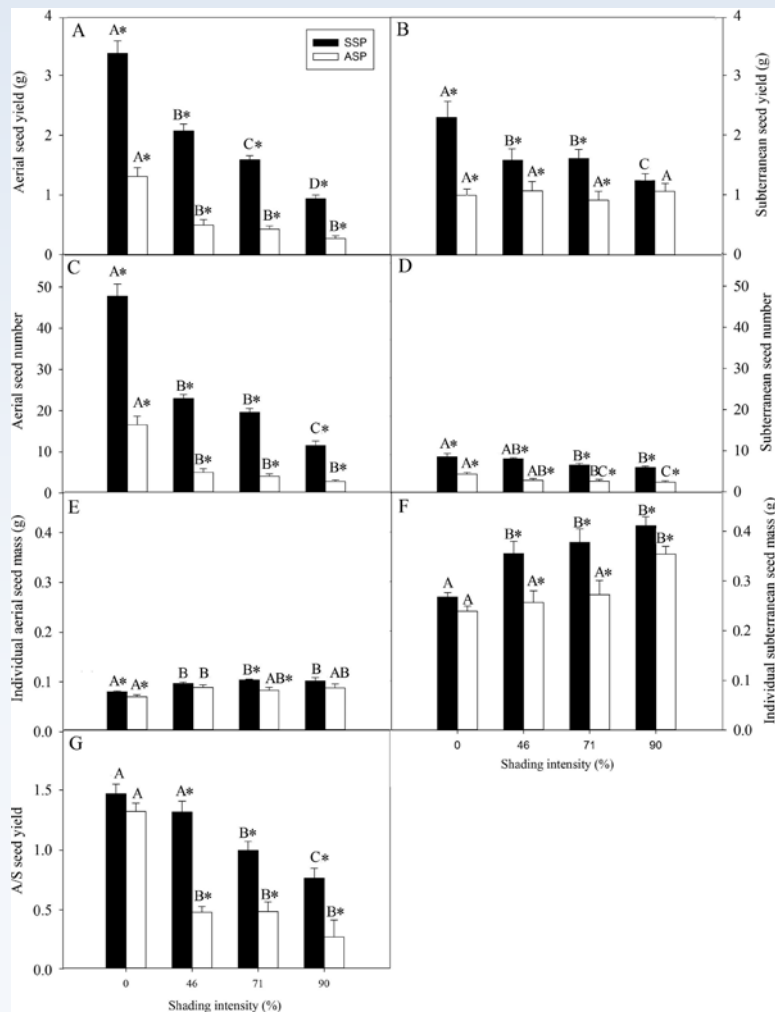 A
SSP
ASP
Aerial seed yield (g)
4
3
2
1
0
A*
A*
B*
B*
C*
B*
D*
B*
B
Subterranean seed yield (g)
4
3
2
1
0
A*
A*
B*
A*
B*
A*
C
A
C
Aerial seed number
50
40
30
20
10
0
A*
A*
B*
B*
B*
B*
C*
B*
D
Subterranean seed number
50
40
30
20
10
0
A*
A*
AB*
AB*
B*
BC*
B*
C*
E
Individual aerial seed mass (g)
0.4
0.3
0.2
0.1
0.0
A*
A*
B
B
B*
AB*
B
AB
F
Individual subterranean seed mass (g)
0.4
0.3
0.2
0.1
0.0
A
A
B*
A*
B*
A*
B*
B*
0 46 71 90
Shading intensity (%)
G
A/S seed yield
1.5
1.0
0.5
0.0
A
A
A*
B*
B*
B*
C*
B*
0 46 71 90
Shading intensity (%)